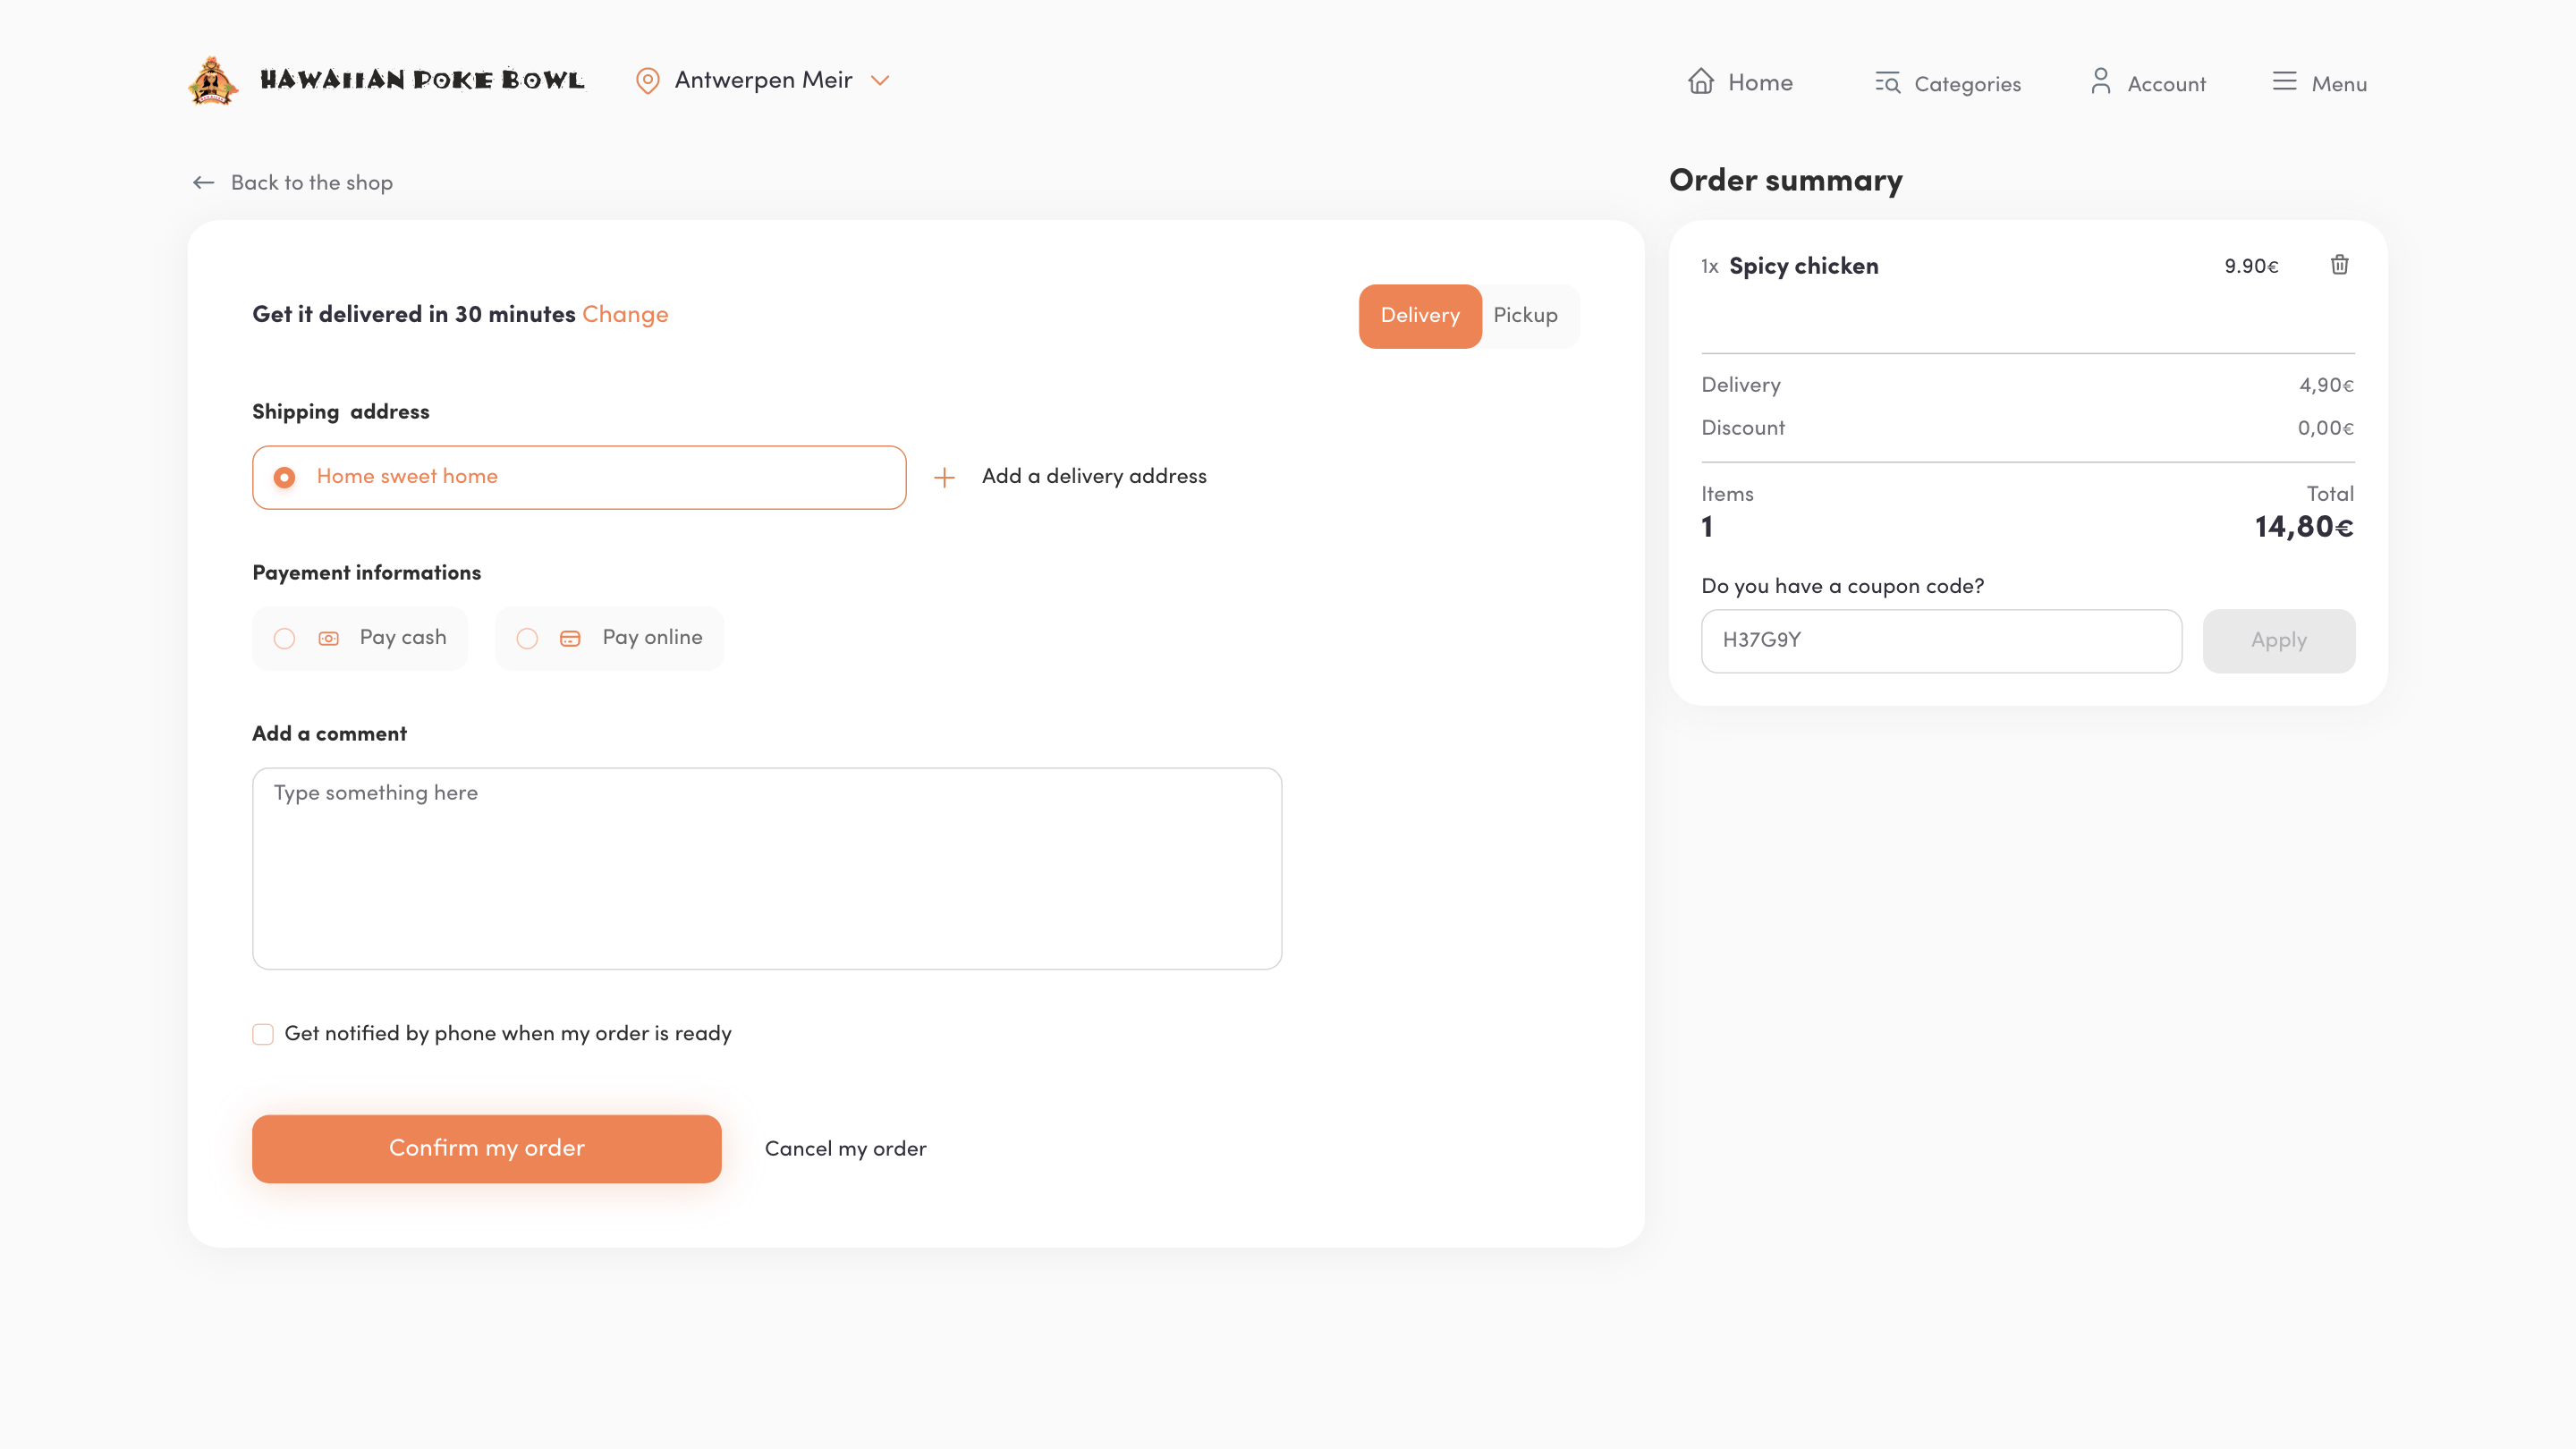 HAWAIIAN POKE BOWL
Antwerpen Meir
Home
Categories
Account
Menu
Back to the shop
Get it delivered in 30 minutes Change
Delivery
Pickup
Shipping address
Home sweet home
Add a delivery address
Payement informations
Pay cash
Pay online
Add a comment
Type something here
Get notified by phone when my order is ready
Confirm my order
Cancel my order
Order summary
1x Spicy chicken 9.90€
Delivery 4,90€
Discount 0,00€
Items Total
1 14,80€
Do you have a coupon code?
H37G9Y
Apply